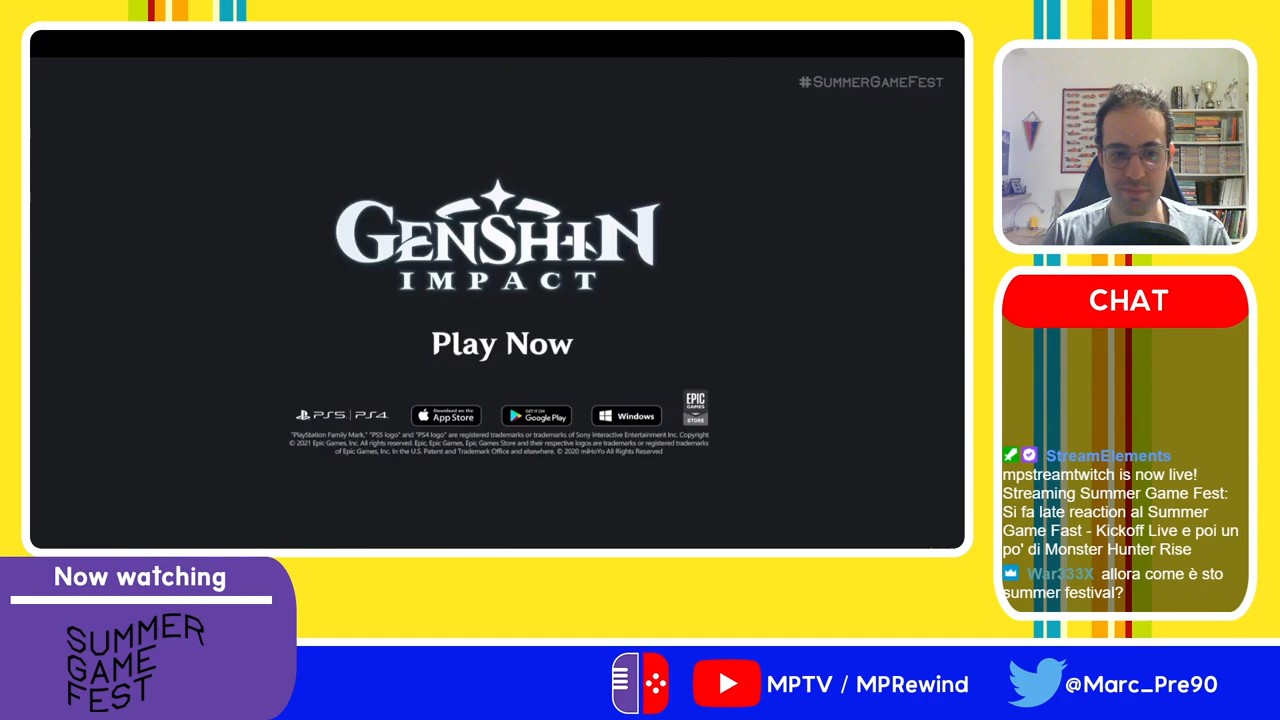 #SUMMERGAMEFEST
GENSHIN
IMPACT
Play Now
PS5 | PS4
Download on the
App Store
GET IT ON
Google Play
Windows
EPIC
GAMES
STORE
"PlayStation Family Mark," "PS5 logo" and "PS4 logo" are registered trademarks or trademarks of Sony Interactive Entertainment Inc. Copyright
© 2021 Epic Games, Inc. All rights reserved. Epic, Epic Games, Epic Games Store and their respective logos are trademarks or registered trademarks
of Epic Games, Inc. In the U.S. Patent and Trademark Office and elsewhere. © 2020 miHoYo All Rights Reserved
CHAT
StreamElements
mpstreamtwitch is now live!
Streaming Summer Game Fest:
Si fa late reaction al Summer
Game Fast - Kickoff Live e poi un
po' di Monster Hunter Rise
War333X allora come è sto
summer festival?
Now watching
SUMMER
GAME
FEST
MPTV / MPRewind
@Marc_Pre90